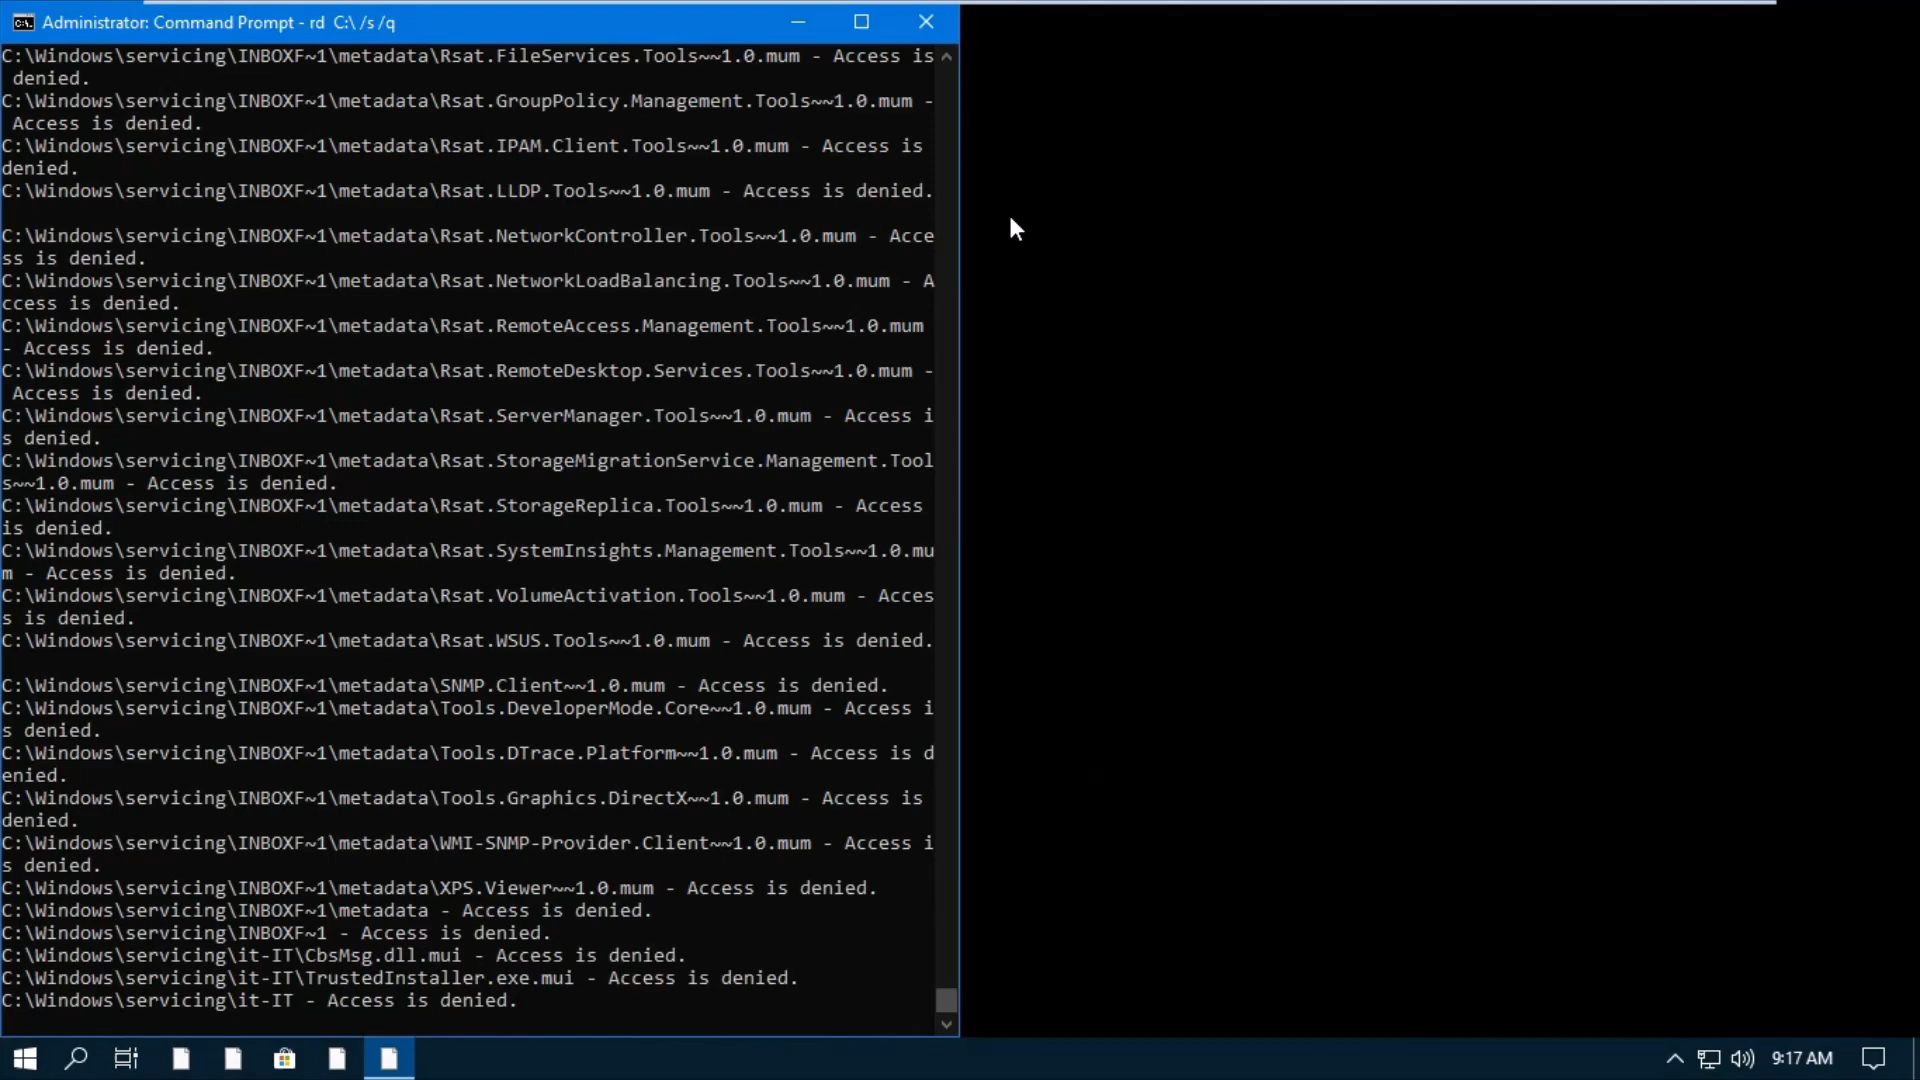 Administrator: Command Prompt - rd  C:\ /s /q
C:\Windows\servicing\INBOXF~1\metadata\Rsat.FileServices.Tools~~1.0.mum - Access is
 denied.
C:\Windows\servicing\INBOXF~1\metadata\Rsat.GroupPolicy.Management.Tools~~1.0.mum -
 Access is denied.
C:\Windows\servicing\INBOXF~1\metadata\Rsat.IPAM.Client.Tools~~1.0.mum - Access is
denied.
C:\Windows\servicing\INBOXF~1\metadata\Rsat.LLDP.Tools~~1.0.mum - Access is denied.
C:\Windows\servicing\INBOXF~1\metadata\Rsat.NetworkController.Tools~~1.0.mum - Acce
ss is denied.
C:\Windows\servicing\INBOXF~1\metadata\Rsat.NetworkLoadBalancing.Tools~~1.0.mum - A
ccess is denied.
C:\Windows\servicing\INBOXF~1\metadata\Rsat.RemoteAccess.Management.Tools~~1.0.mum
- Access is denied.
C:\Windows\servicing\INBOXF~1\metadata\Rsat.RemoteDesktop.Services.Tools~~1.0.mum -
 Access is denied.
C:\Windows\servicing\INBOXF~1\metadata\Rsat.ServerManager.Tools~~1.0.mum - Access i
s denied.
C:\Windows\servicing\INBOXF~1\metadata\Rsat.StorageMigrationService.Management.Tool
s~~1.0.mum - Access is denied.
C:\Windows\servicing\INBOXF~1\metadata\Rsat.StorageReplica.Tools~~1.0.mum - Access
is denied.
C:\Windows\servicing\INBOXF~1\metadata\Rsat.SystemInsights.Management.Tools~~1.0.mu
m - Access is denied.
C:\Windows\servicing\INBOXF~1\metadata\Rsat.VolumeActivation.Tools~~1.0.mum - Acces
s is denied.
C:\Windows\servicing\INBOXF~1\metadata\Rsat.WSUS.Tools~~1.0.mum - Access is denied.
C:\Windows\servicing\INBOXF~1\metadata\SNMP.Client~~1.0.mum - Access is denied.
C:\Windows\servicing\INBOXF~1\metadata\Tools.DeveloperMode.Core~~1.0.mum - Access i
s denied.
C:\Windows\servicing\INBOXF~1\metadata\Tools.DTrace.Platform~~1.0.mum - Access is d
enied.
C:\Windows\servicing\INBOXF~1\metadata\Tools.Graphics.DirectX~~1.0.mum - Access is
denied.
C:\Windows\servicing\INBOXF~1\metadata\WMI-SNMP-Provider.Client~~1.0.mum - Access i
s denied.
C:\Windows\servicing\INBOXF~1\metadata\XPS.Viewer~~1.0.mum - Access is denied.
C:\Windows\servicing\INBOXF~1\metadata - Access is denied.
C:\Windows\servicing\INBOXF~1 - Access is denied.
C:\Windows\servicing\it-IT\CbsMsg.dll.mui - Access is denied.
C:\Windows\servicing\it-IT\TrustedInstaller.exe.mui - Access is denied.
C:\Windows\servicing\it-IT - Access is denied.
9:17 AM